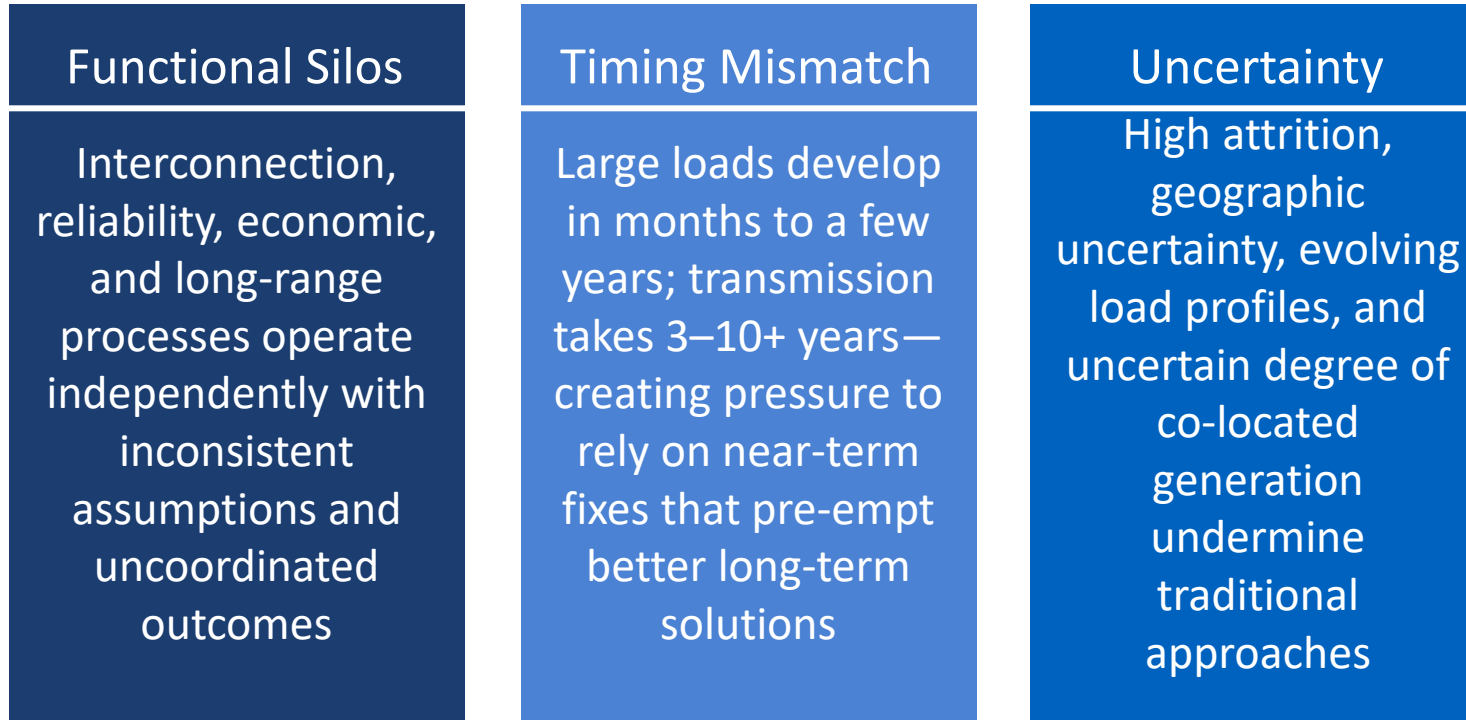 Functional Silos
Interconnection,
reliability, economic,
and long-range
processes operate
independently with
inconsistent
assumptions and
uncoordinated
outcomes
Timing Mismatch
Large loads develop
in months to a few
years; transmission
takes 3–10+ years—
creating pressure to
rely on near-term
fixes that pre-empt
better long-term
solutions
Uncertainty
High attrition,
geographic
uncertainty, evolving
load profiles, and
uncertain degree of
co-located
generation
undermine
traditional
approaches